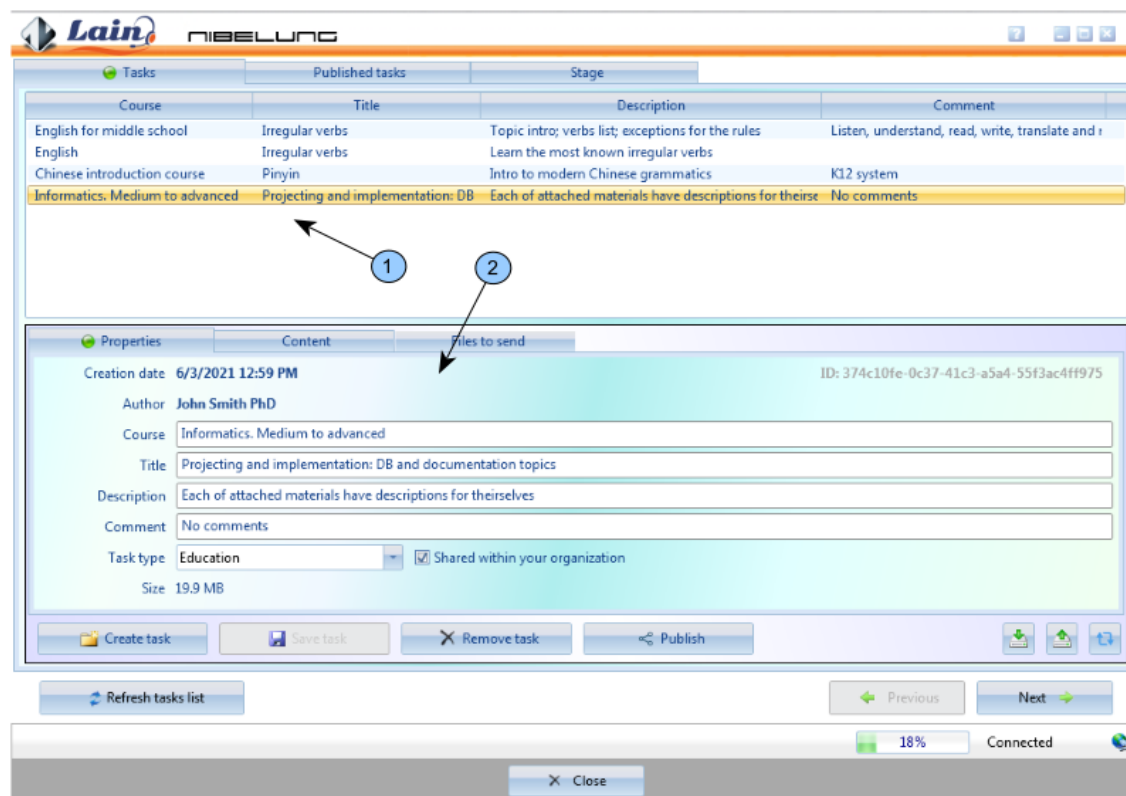 Lain NIBELUNG ?
Tasks Published tasks Stage
Course Title Description Comment
English for middle school Irregular verbs Topic intro; verbs list; exceptions for the rules Listen, understand, read, write, translate and r
English Irregular verbs Learn the most known irregular verbs
Chinese introduction course Pinyin Intro to modern Chinese grammatics K12 system
Informatics. Medium to advanced Projecting and implementation: DB Each of attached materials have descriptions for theirse No comments
1
2
Properties Content Files to send
Creation date 6/3/2021 12:59 PM ID: 374c10fe-0c37-41c3-a5a4-55f3ac4ff975
Author John Smith PhD
Course Informatics. Medium to advanced
Title Projecting and implementation: DB and documentation topics
Description Each of attached materials have descriptions for theirselves
Comment No comments
Task type Education Shared within your organization
Size 19.9 MB
Create task Save task Remove task Publish
Refresh tasks list Previous Next
18% Connected
Close